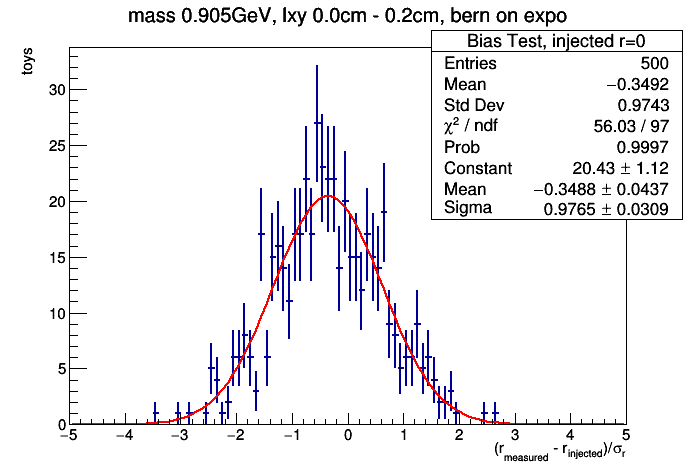 mass 0.905GeV, lxy 0.0cm - 0.2cm, bern on expo
toys
Bias Test, injected r=0
Entries 500
Mean −0.3492
Std Dev 0.9743
χ² / ndf 56.03 / 97
Prob 0.9997
Constant 20.43 ± 1.12
Mean −0.3488 ± 0.0437
Sigma 0.9765 ± 0.0309
30
25
20
15
10
5
0
−5 −4 −3 −2 −1 0 1 2 3 4 5
(r_measured - r_injected)/σ_r